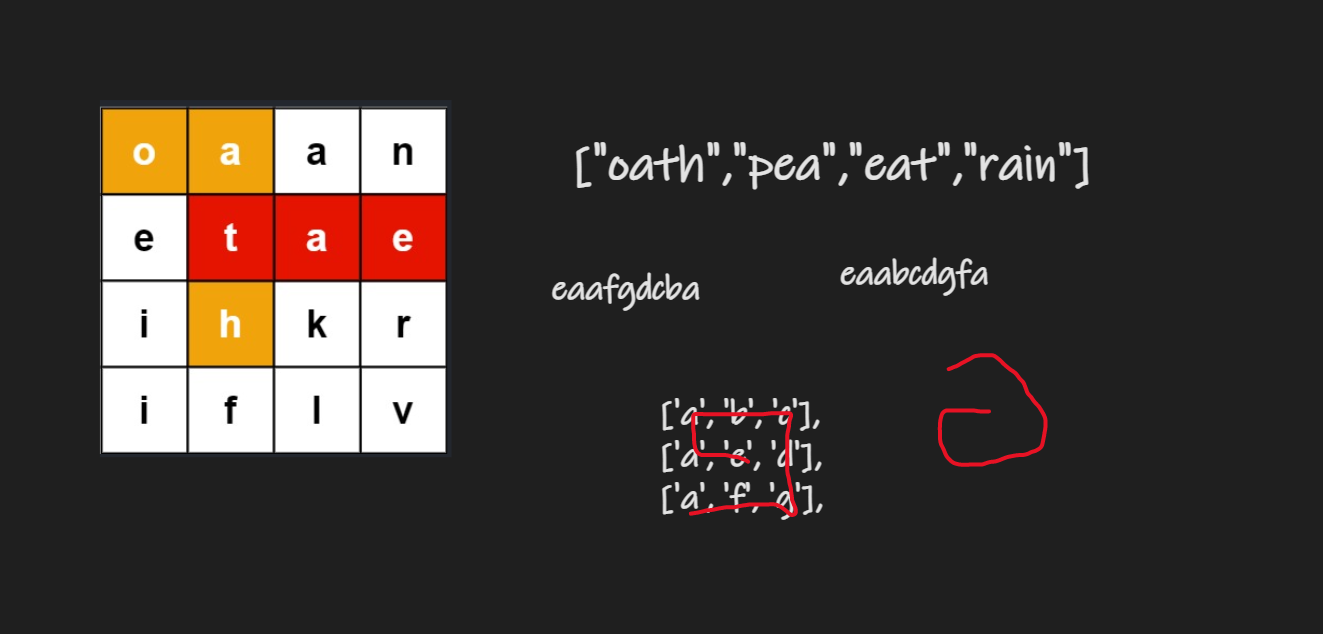 o a a n
e t a e
i h k r
i f l v
["oath","pea","eat","rain"]
eaafgdcba
eaabcdgfa
['a', 'b', 'c'],
['a', 'e', 'd'],
['a', 'f', 'g'],